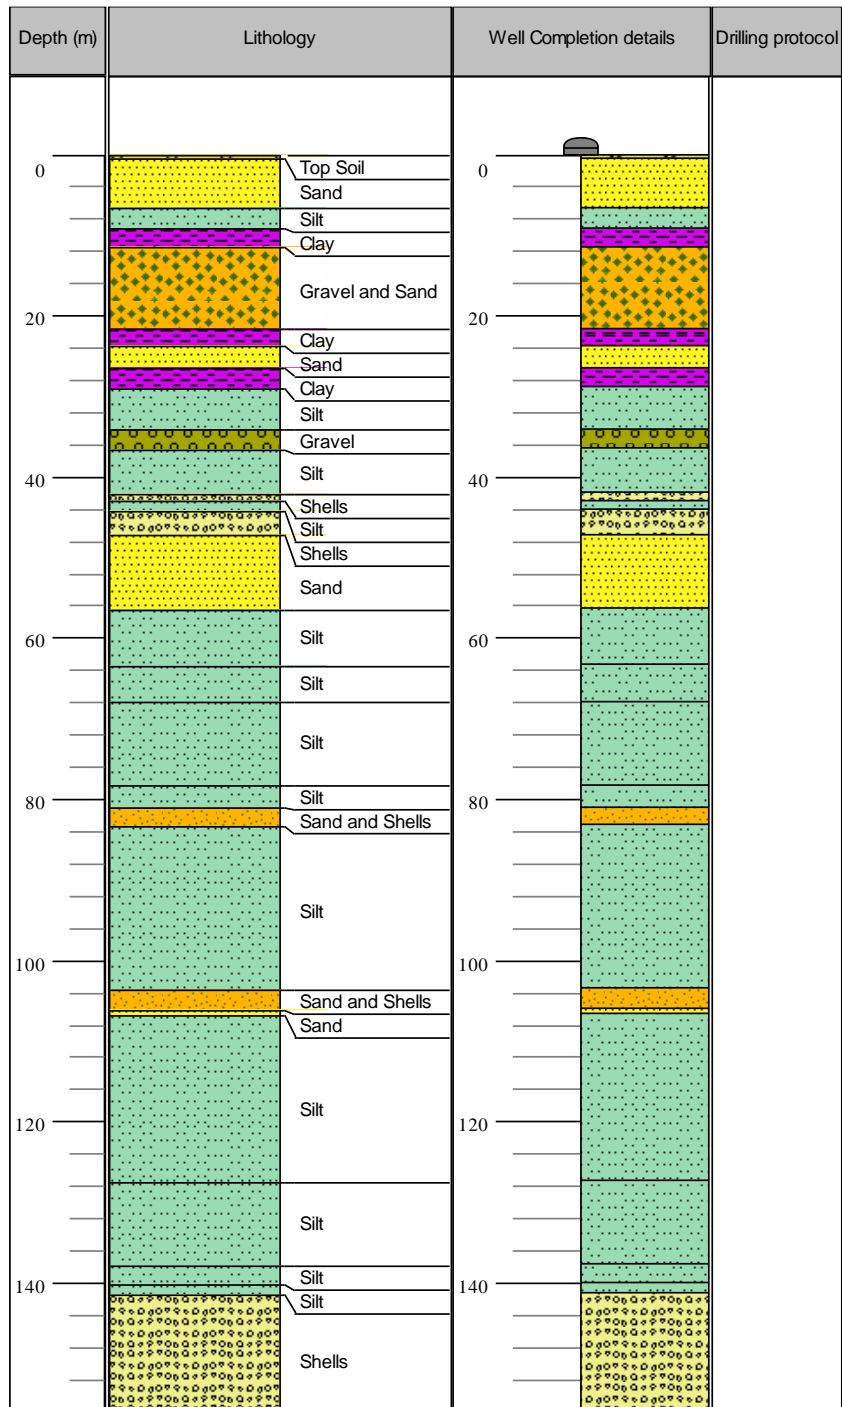 Depth (m) Lithology Well Completion details Drilling protocol
0
20
40
60
80
100
120
140
Top Soil
Sand
Silt
Clay
Gravel and Sand
Clay
Sand
Clay
Silt
Gravel
Silt
Shells
Silt
Shells
Sand
Silt
Silt
Silt
Silt
Sand and Shells
Silt
Sand and Shells
Sand
Silt
Silt
Silt
Silt
Shells
0
20
40
60
80
100
120
140